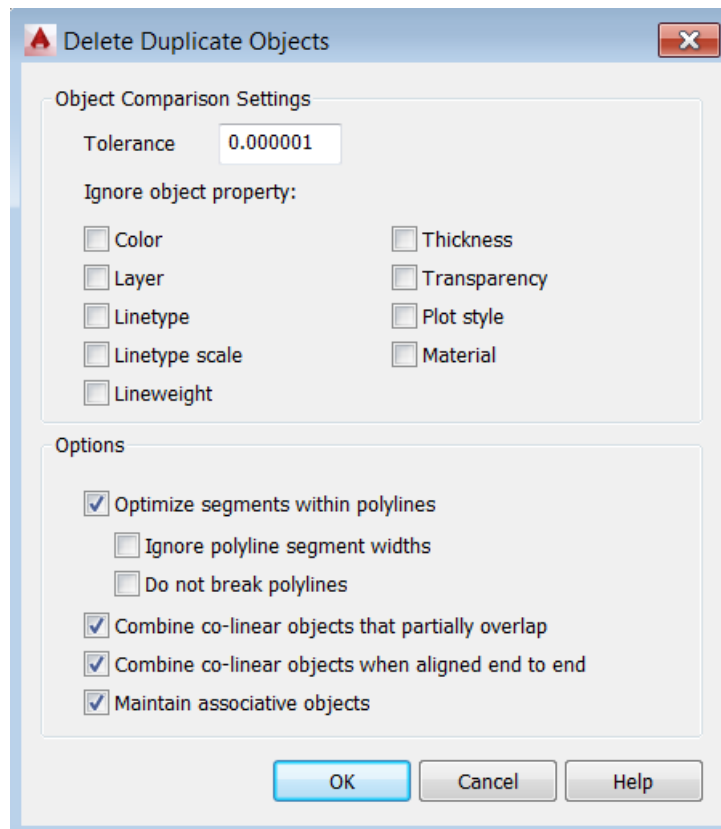 Delete Duplicate Objects
Object Comparison Settings
Tolerance 0.000001
Ignore object property:
Color Thickness
Layer Transparency
Linetype Plot style
Linetype scale Material
Lineweight
Options
Optimize segments within polylines
Ignore polyline segment widths
Do not break polylines
Combine co-linear objects that partially overlap
Combine co-linear objects when aligned end to end
Maintain associative objects
OK Cancel Help